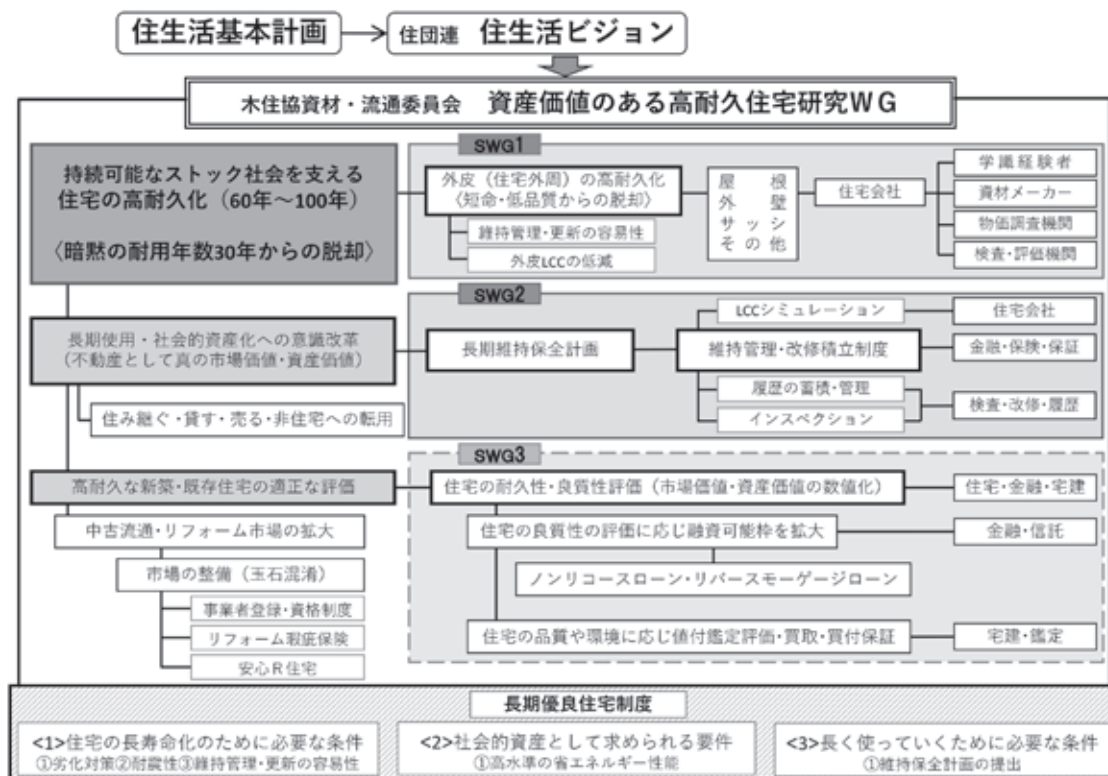 住生活基本計画
住団連 住生活ビジョン
木住協資材・流通委員会 資産価値のある高耐久住宅研究WG
持続可能なストック社会を支える
住宅の高耐久化（60年～100年）
〈暗黙の耐用年数30年からの脱却〉
SWG1
外皮（住宅外周）の高耐久化
〈短命・低品質からの脱却〉
維持管理・更新の容易性
外皮LCCの低減
屋根
外壁
サッシ
その他
住宅会社
学識経験者
資材メーカー
物価調査機関
検査・評価機関
長期使用・社会的資産化への意識改革
（不動産として真の市場価値・資産価値）
住み継ぐ・貸す・売る・非住宅への転用
SWG2
長期維持保全計画
LCCシミュレーション
維持管理・改修積立制度
履歴の蓄積・管理
インスペクション
住宅会社
金融・保険・保証
検査・改修・履歴
高耐久な新築・既存住宅の適正な評価
中古流通・リフォーム市場の拡大
市場の整備（玉石混淆）
事業者登録・資格制度
リフォーム瑕疵保険
安心R住宅
SWG3
住宅の耐久性・良質性評価（市場価値・資産価値の数値化）
住宅・金融・宅建
住宅の良質性の評価に応じ融資可能枠を拡大
金融・信託
ノンリコースローン・リバースモーゲージローン
住宅の品質や環境に応じ値付鑑定評価・買取・買付保証
宅建・鑑定
長期優良住宅制度
<1>住宅の長寿命化のために必要な条件
①劣化対策②耐震性③維持管理・更新の容易性
<2>社会的資産として求められる要件
①高水準の省エネルギー性能
<3>長く使っていくために必要な条件
①維持保全計画の提出